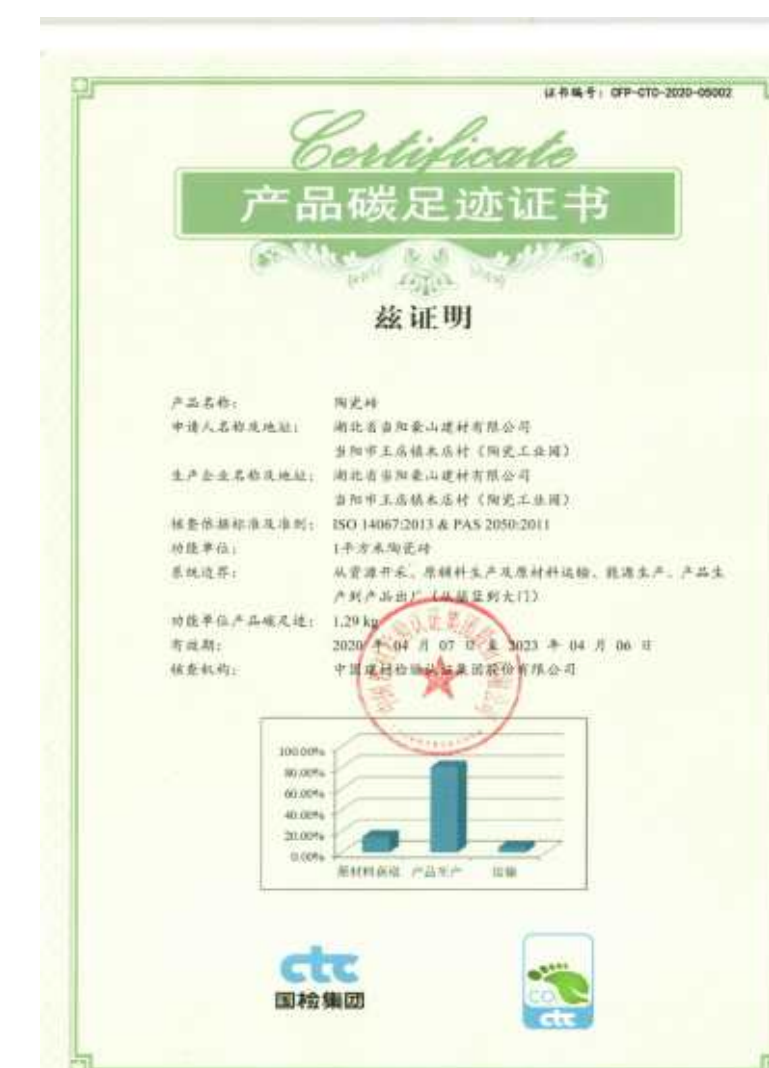 证书编号：CFP-CTC-2020-05002
Certificate
产品碳足迹证书
兹证明
产品名称： 陶瓷砖
申请人名称及地址： 湖北省当阳豪山建材有限公司
当阳市王店镇木店村（陶瓷工业园）
生产企业名称及地址： 湖北省当阳豪山建材有限公司
当阳市王店镇木店村（陶瓷工业园）
核查依据标准及准则： ISO 14067:2013 & PAS 2050:2011
功能单位： 1平方米陶瓷砖
系统边界： 从资源开采、原辅料生产及原材料运输、能源生产、产品生
产到产品出厂（从摇篮到大门）
功能单位产品碳足迹： 1.29 kg
有效期： 2020 年 04 月 07 日 至 2023 年 04 月 06 日
核查机构： 中国建材检验认证集团股份有限公司
100.00%
80.00%
60.00%
40.00%
20.00%
0.00%
原材料获取 产品生产 运输
ctc
国检集团
CO₂
ctc